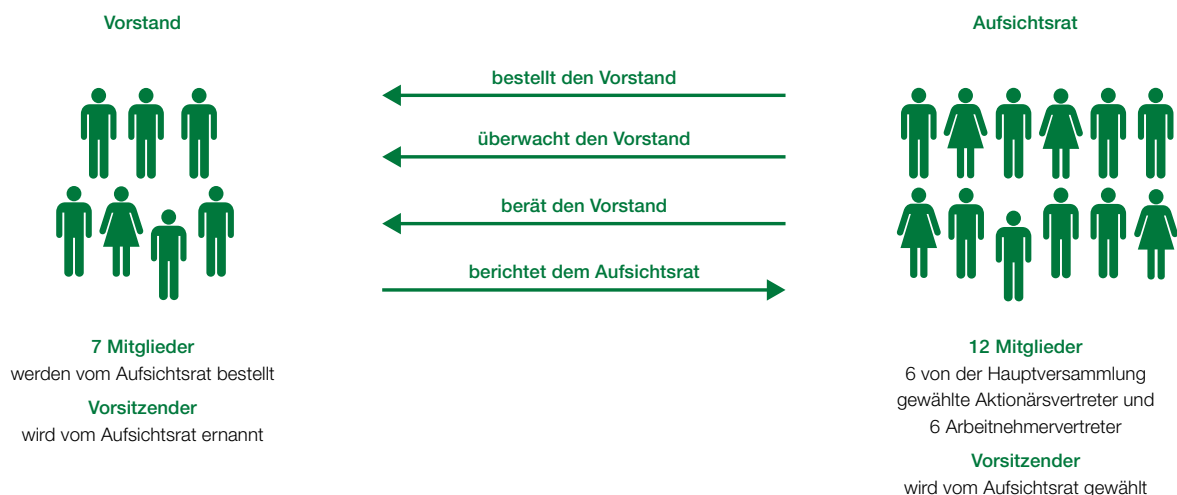 Vorstand
Aufsichtsrat
bestellt den Vorstand
überwacht den Vorstand
berät den Vorstand
berichtet dem Aufsichtsrat
7 Mitglieder
werden vom Aufsichtsrat bestellt
Vorsitzender
wird vom Aufsichtsrat ernannt
12 Mitglieder
6 von der Hauptversammlung
gewählte Aktionärsvertreter und
6 Arbeitnehmervertreter
Vorsitzender
wird vom Aufsichtsrat gewählt